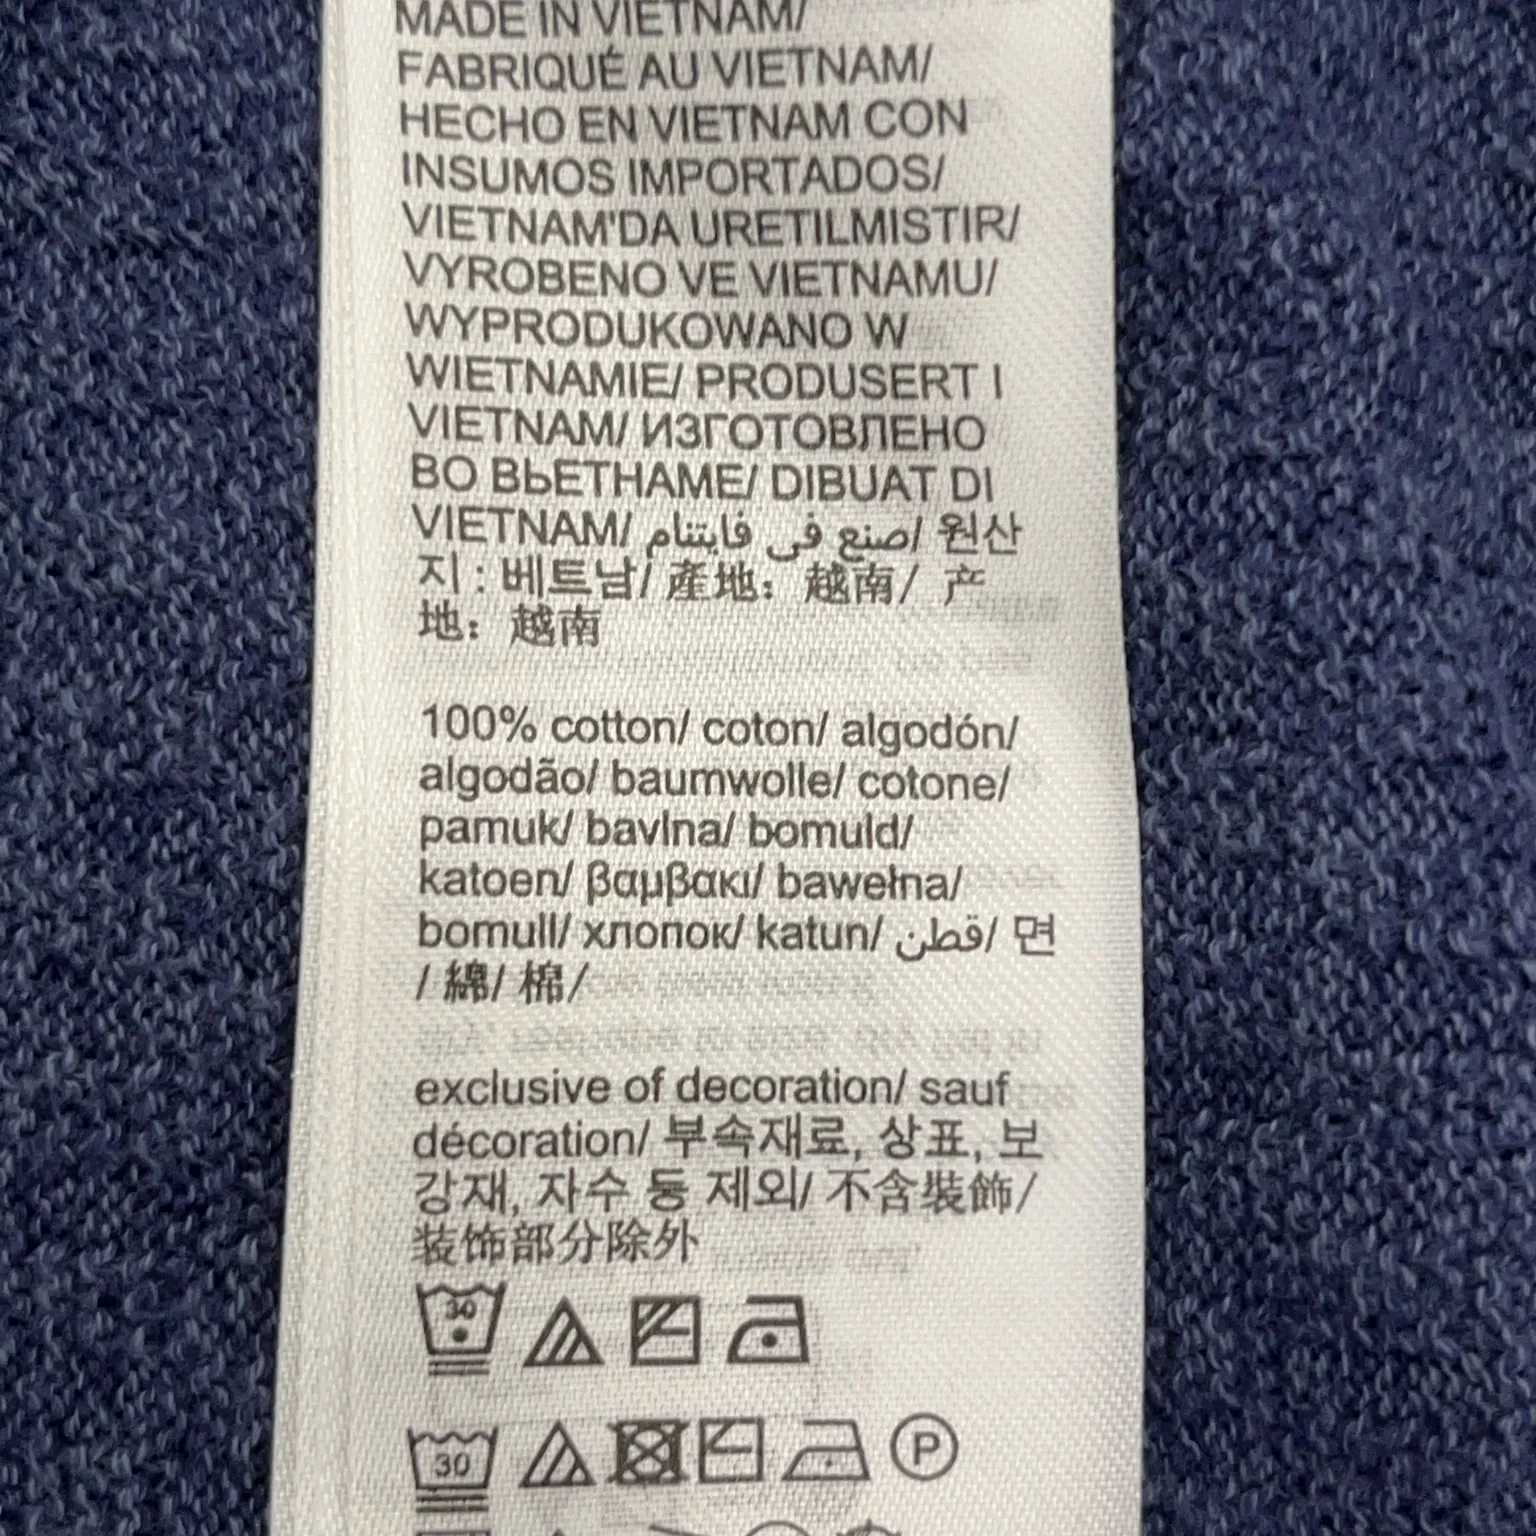 MADE IN VIETNAM/
FABRIQUÉ AU VIETNAM/
HECHO EN VIETNAM CON
INSUMOS IMPORTADOS/
VIETNAM'DA URETILMISTIR/
VYROBENO VE VIETNAMU/
WYPRODUKOWANO W
WIETNAMIE/ PRODUSERT I
VIETNAM/ ИЗГОТОВЛЕНО
ВО ВЬЕТНАМЕ/ DIBUAT DI
VIETNAM/ صنع في فايتنام/ 원산
지 : 베트남/ 產地：越南/ 产
地：越南
100% cotton/ coton/ algodón/
algodão/ baumwolle/ cotone/
pamuk/ bavlna/ bomuld/
katoen/ βαμβακι/ bawełna/
bomull/ хлопок/ katun/ قطن/ 면
/ 綿/ 棉/
exclusive of decoration/ sauf
décoration/ 부속재료, 상표, 보
강재, 자수 등 제외/ 不含裝飾/
装饰部分除外
30
30 P